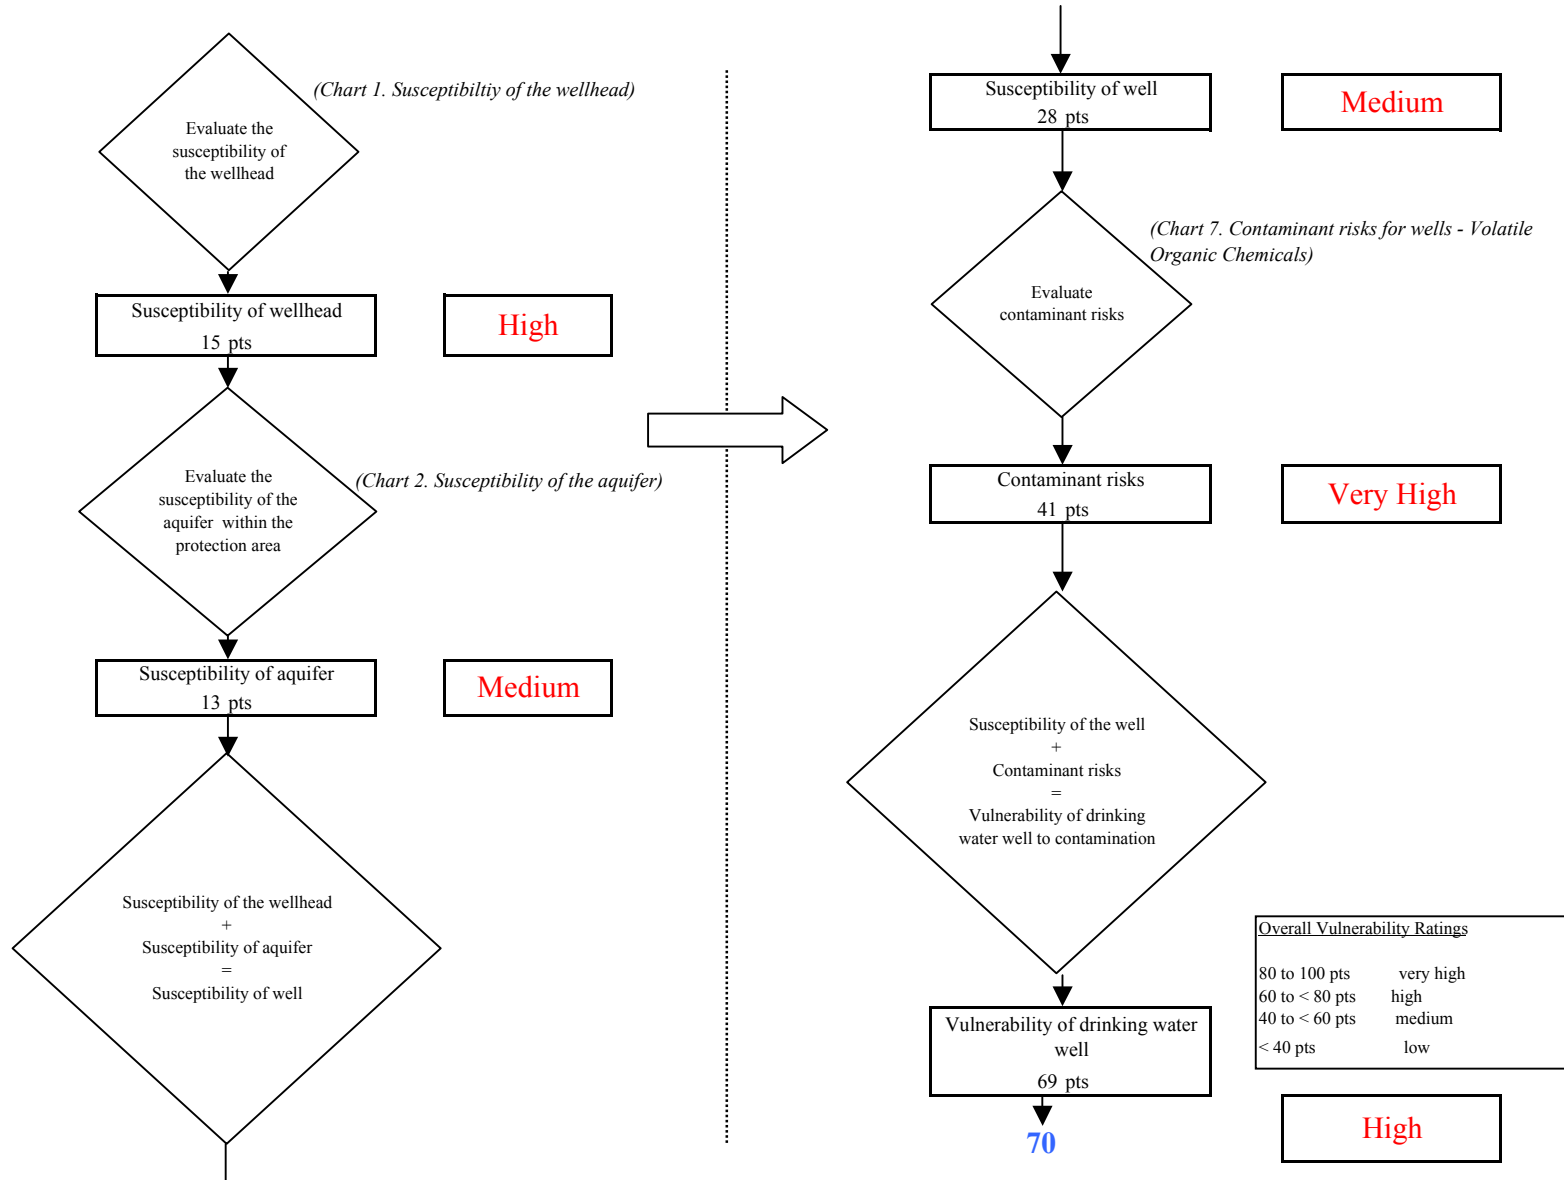 (Chart 1. Susceptibiltiy of the wellhead)
Evaluate the
susceptibility of
the wellhead
Susceptibility of wellhead
15 pts
High
Evaluate the
susceptibility of the
aquifer within the
protection area
(Chart 2. Susceptibility of the aquifer)
Susceptibility of aquifer
13 pts
Medium
Susceptibility of the wellhead
+
Susceptibility of aquifer
=
Susceptibility of well
Susceptibility of well
28 pts
Medium
(Chart 7. Contaminant risks for wells - Volatile
Organic Chemicals)
Evaluate
contaminant risks
Contaminant risks
41 pts
Very High
Susceptibility of the well
+
Contaminant risks
=
Vulnerability of drinking
water well to contamination
Overall Vulnerability Ratings
80 to 100 pts very high
60 to < 80 pts high
40 to < 60 pts medium
< 40 pts low
Vulnerability of drinking water
well
69 pts
70
High